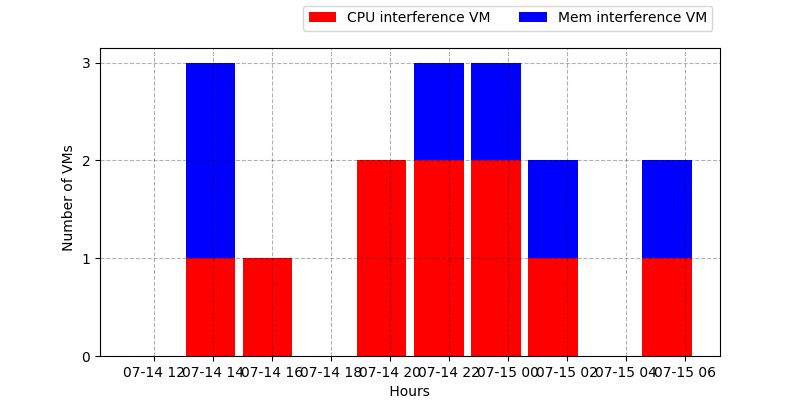 CPU interference VM Mem interference VM
3
2
1
0
Number of VMs
07-14 12 07-14 14 07-14 16 07-14 18 07-14 20 07-14 22 07-15 00 07-15 02 07-15 04 07-15 06
Hours